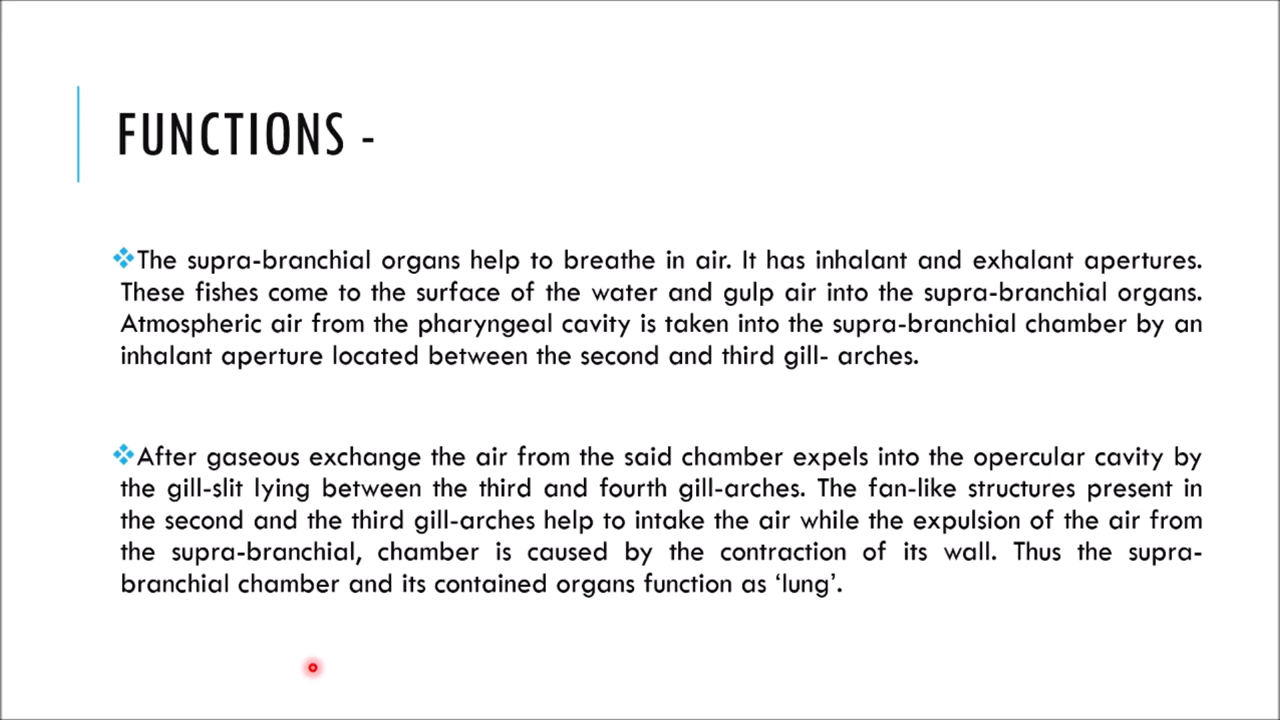 FUNCTIONS -
❖The supra-branchial organs help to breathe in air. It has inhalant and exhalant apertures.
These fishes come to the surface of the water and gulp air into the supra-branchial organs.
Atmospheric air from the pharyngeal cavity is taken into the supra-branchial chamber by an
inhalant aperture located between the second and third gill- arches.
❖After gaseous exchange the air from the said chamber expels into the opercular cavity by
the gill-slit lying between the third and fourth gill-arches. The fan-like structures present in
the second and the third gill-arches help to intake the air while the expulsion of the air from
the supra-branchial, chamber is caused by the contraction of its wall. Thus the supra-
branchial chamber and its contained organs function as ‘lung’.